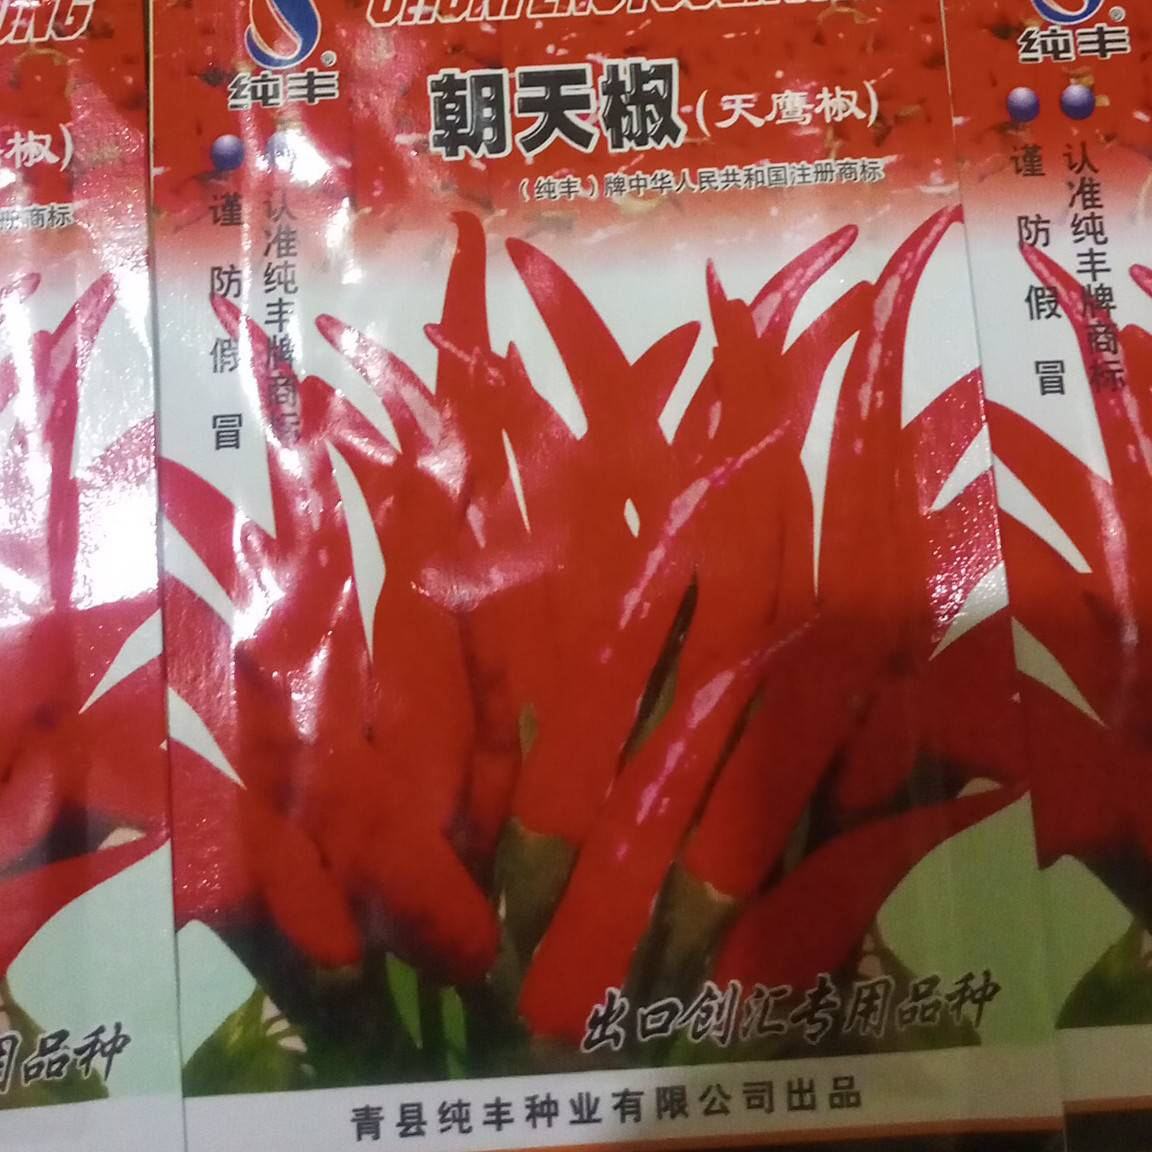 纯丰
朝天椒(天鹰椒)
(纯丰)牌中华人民共和国注册商标
谨防假冒
认准纯丰牌商标
出口创汇专用品种
青县纯丰种业有限公司出品
椒)
册商标
用品种
纯丰
谨防假冒
认准纯丰牌商标